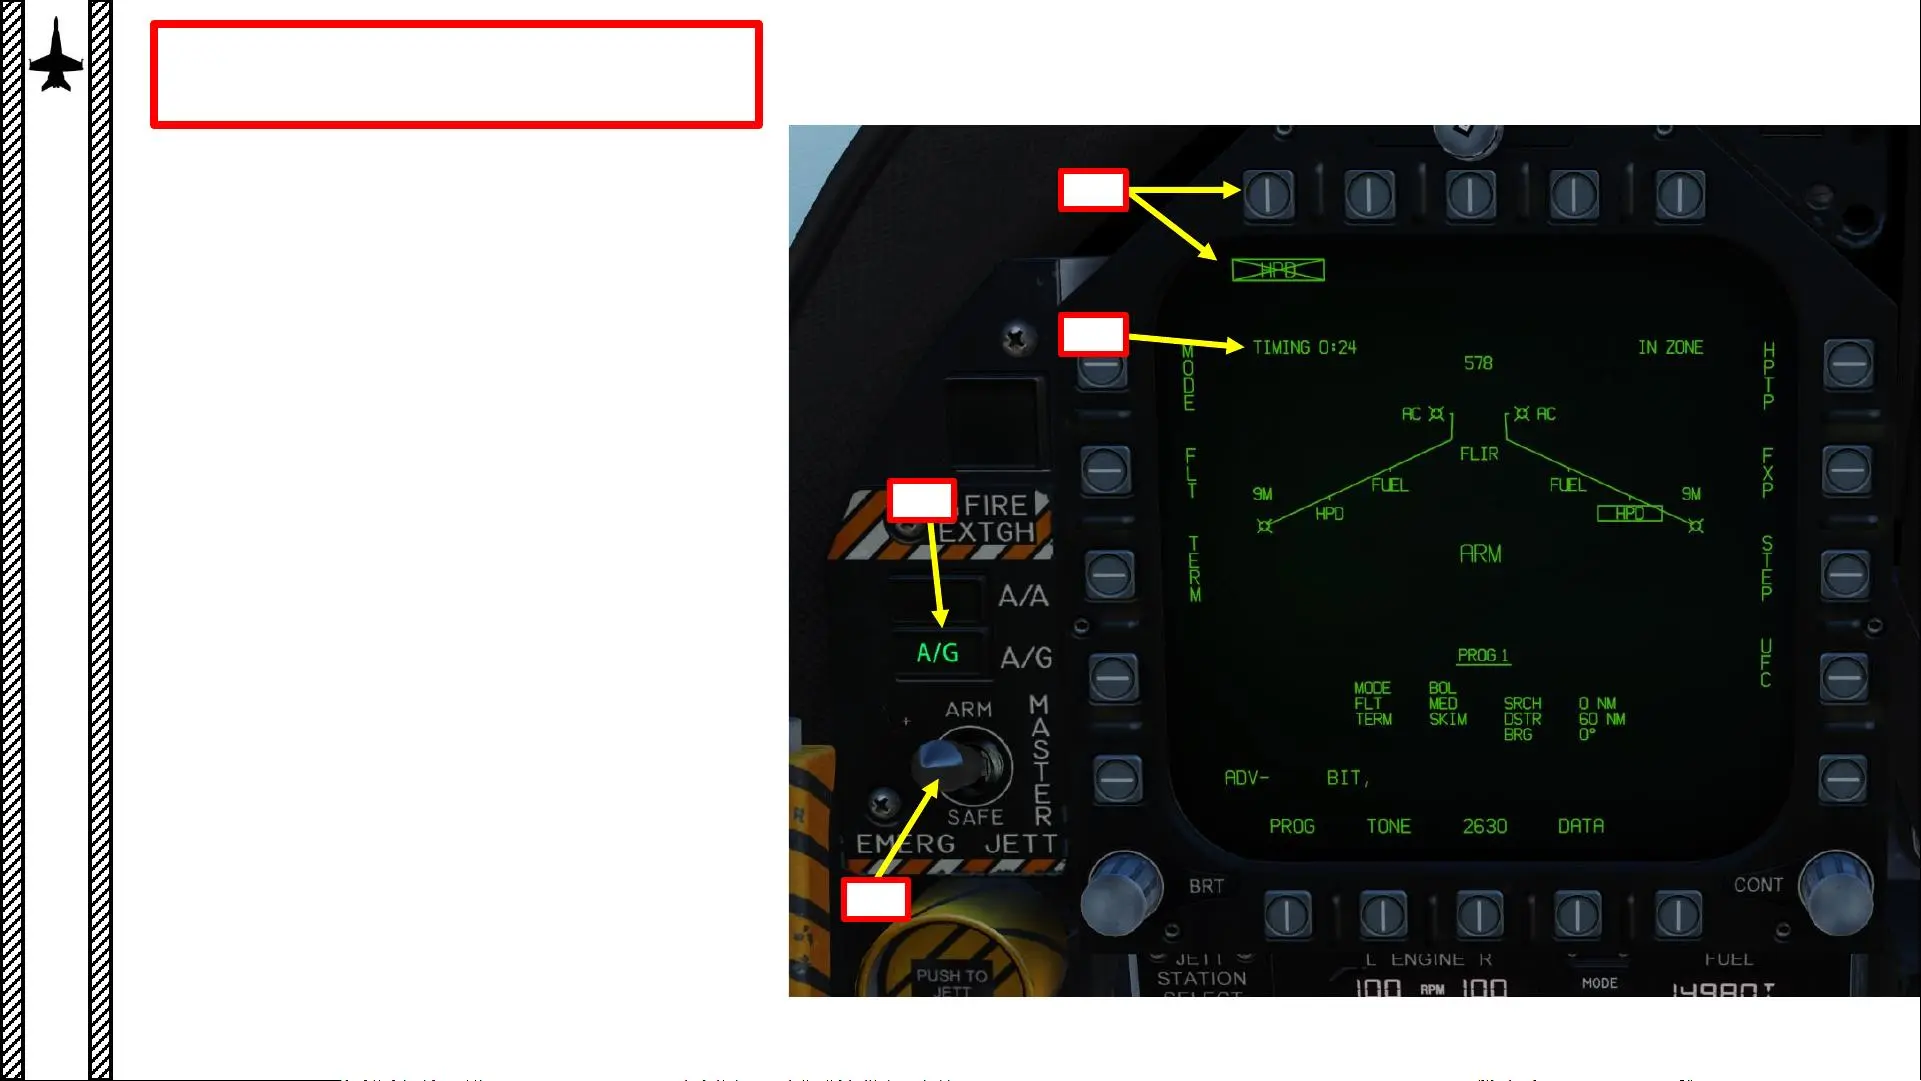 HPD
TIMING 0:24
IN ZONE
578
AC
AC
FLIR
FUEL
FUEL
9M
9M
HPD
HPD
ARM
MODE
FLT
TERM
HPTP
FXP
STEP
UFC
PROG 1
MODE BOL
FLT MED SRCH 0 NM
TERM SKIM DSTR 60 NM
BRG 0°
ADV- BIT,
PROG TONE 2630 DATA
FIRE
EXTGH
A/A
A/G A/G
ARM
MASTER
SAFE
EMERG JETT
R
PUSH TO
JETT
BRT
CONT
JETT
STATION
SELECT
L ENGINE R
100 RPM 100
MODE
FUEL
14980T